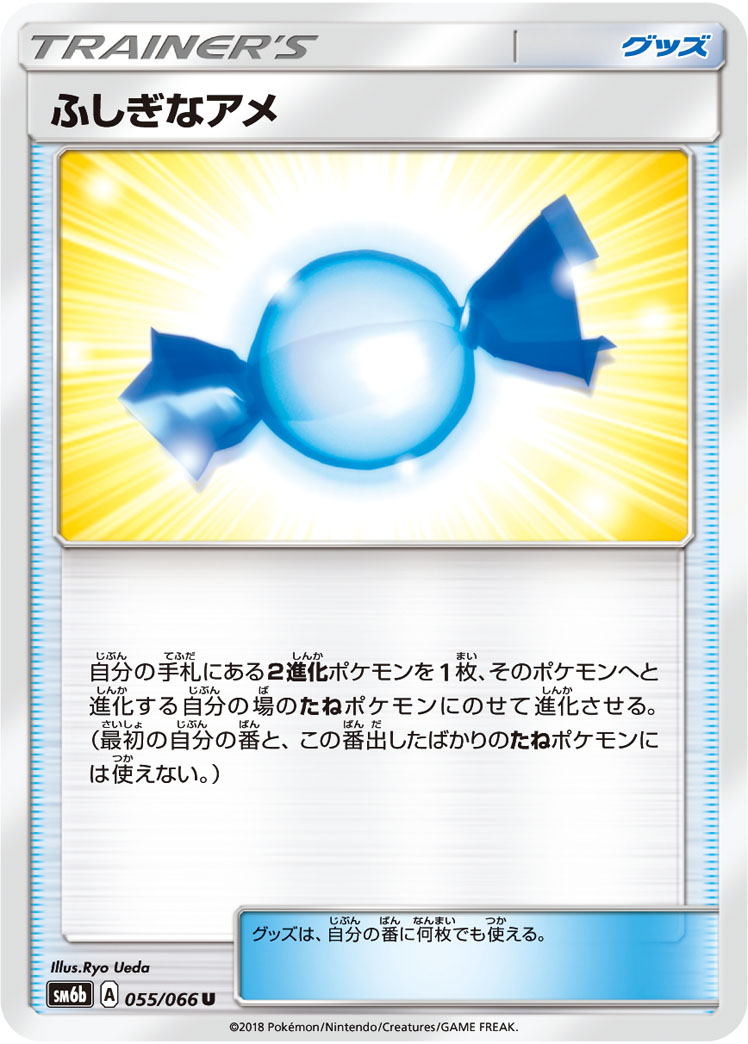 TRAINER'S
グッズ
ふしぎなアメ
自分の手札にある2進化ポケモンを1枚、そのポケモンへと
進化する自分の場のたねポケモンにのせて進化させる。
（最初の自分の番と、この番出したばかりのたねポケモンに
は使えない。）
グッズは、自分の番に何枚でも使える。
Illus.Ryo Ueda
sm6b A 055/066 U
©2018 Pokémon/Nintendo/Creatures/GAME FREAK.